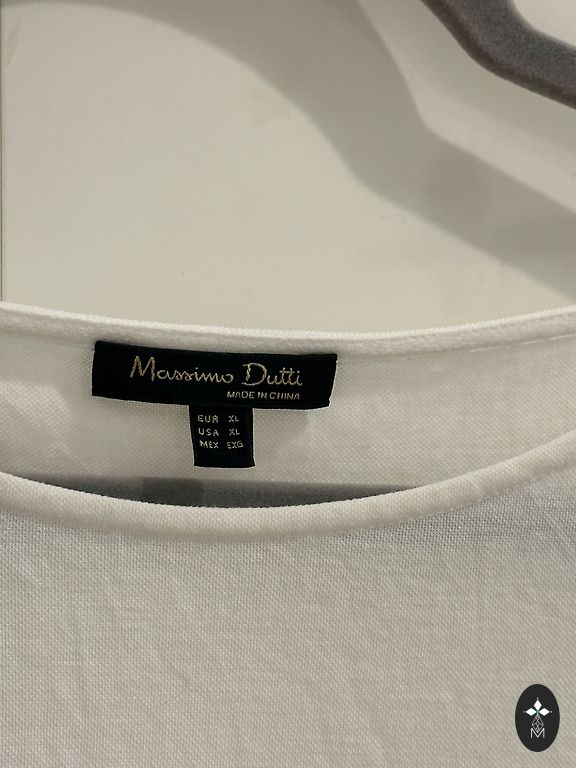 Massimo Dutti
MADE IN CHINA
EUR XL
USA XL
MEX EXG
M